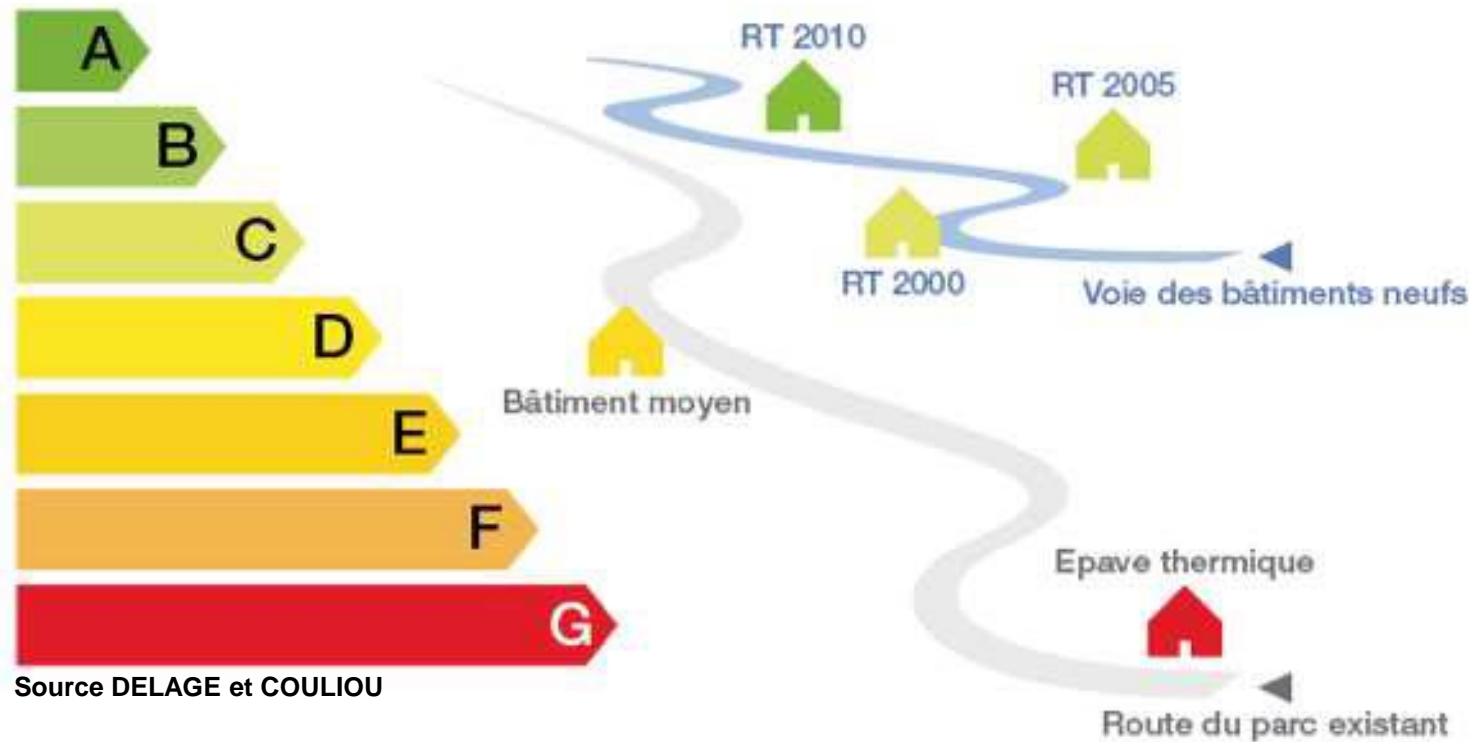 A
B
C
D
E
F
G
Source DELAGE et COULIOU
RT 2010
RT 2005
RT 2000
Voie des bâtiments neufs
Bâtiment moyen
Epave thermique
Route du parc existant